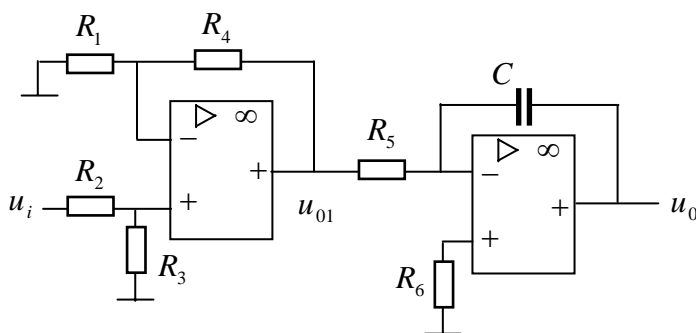 R₁
R₄
C
▷ ∞
R₅
▷ ∞
−
−
R₂
+
u₀
uᵢ
+
+
u₀₁
+
R₃
R₆